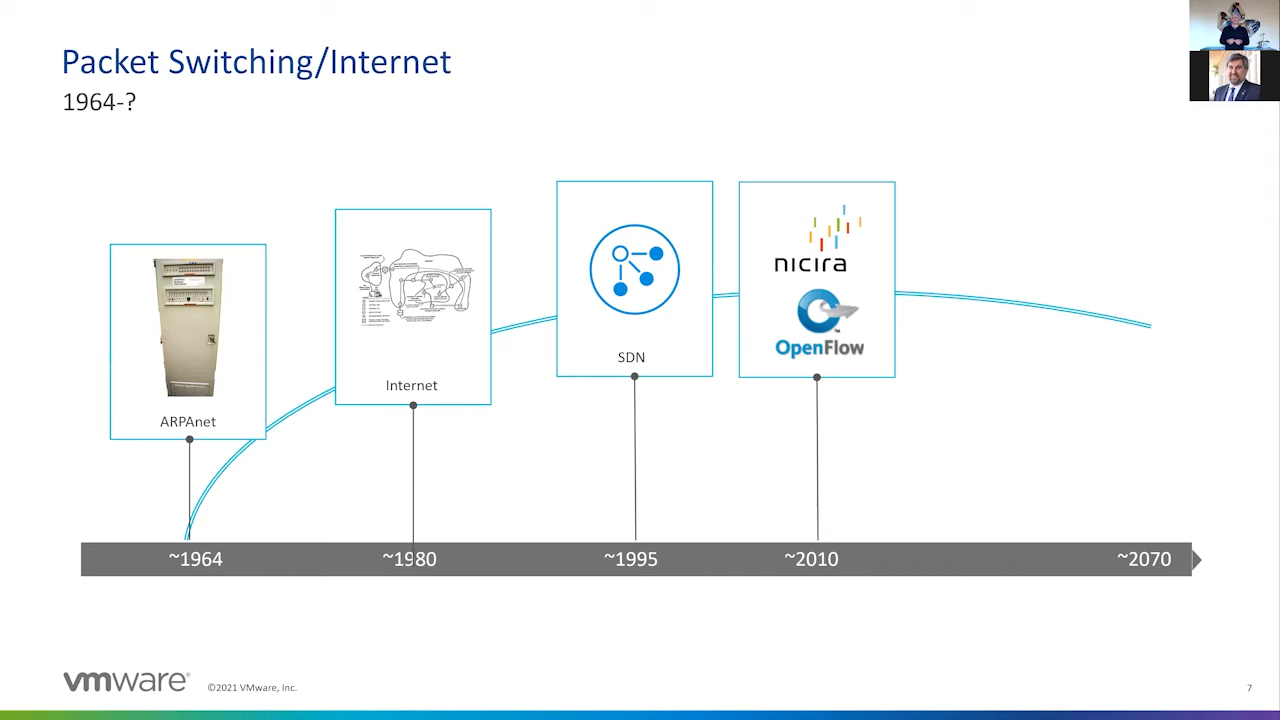 Packet Switching/Internet
1964-?
ARPAnet
Internet
SDN
nicira
OpenFlow
TM
~1964
~1980
~1995
~2010
~2070
vmware®
©2021 VMware, Inc.
7